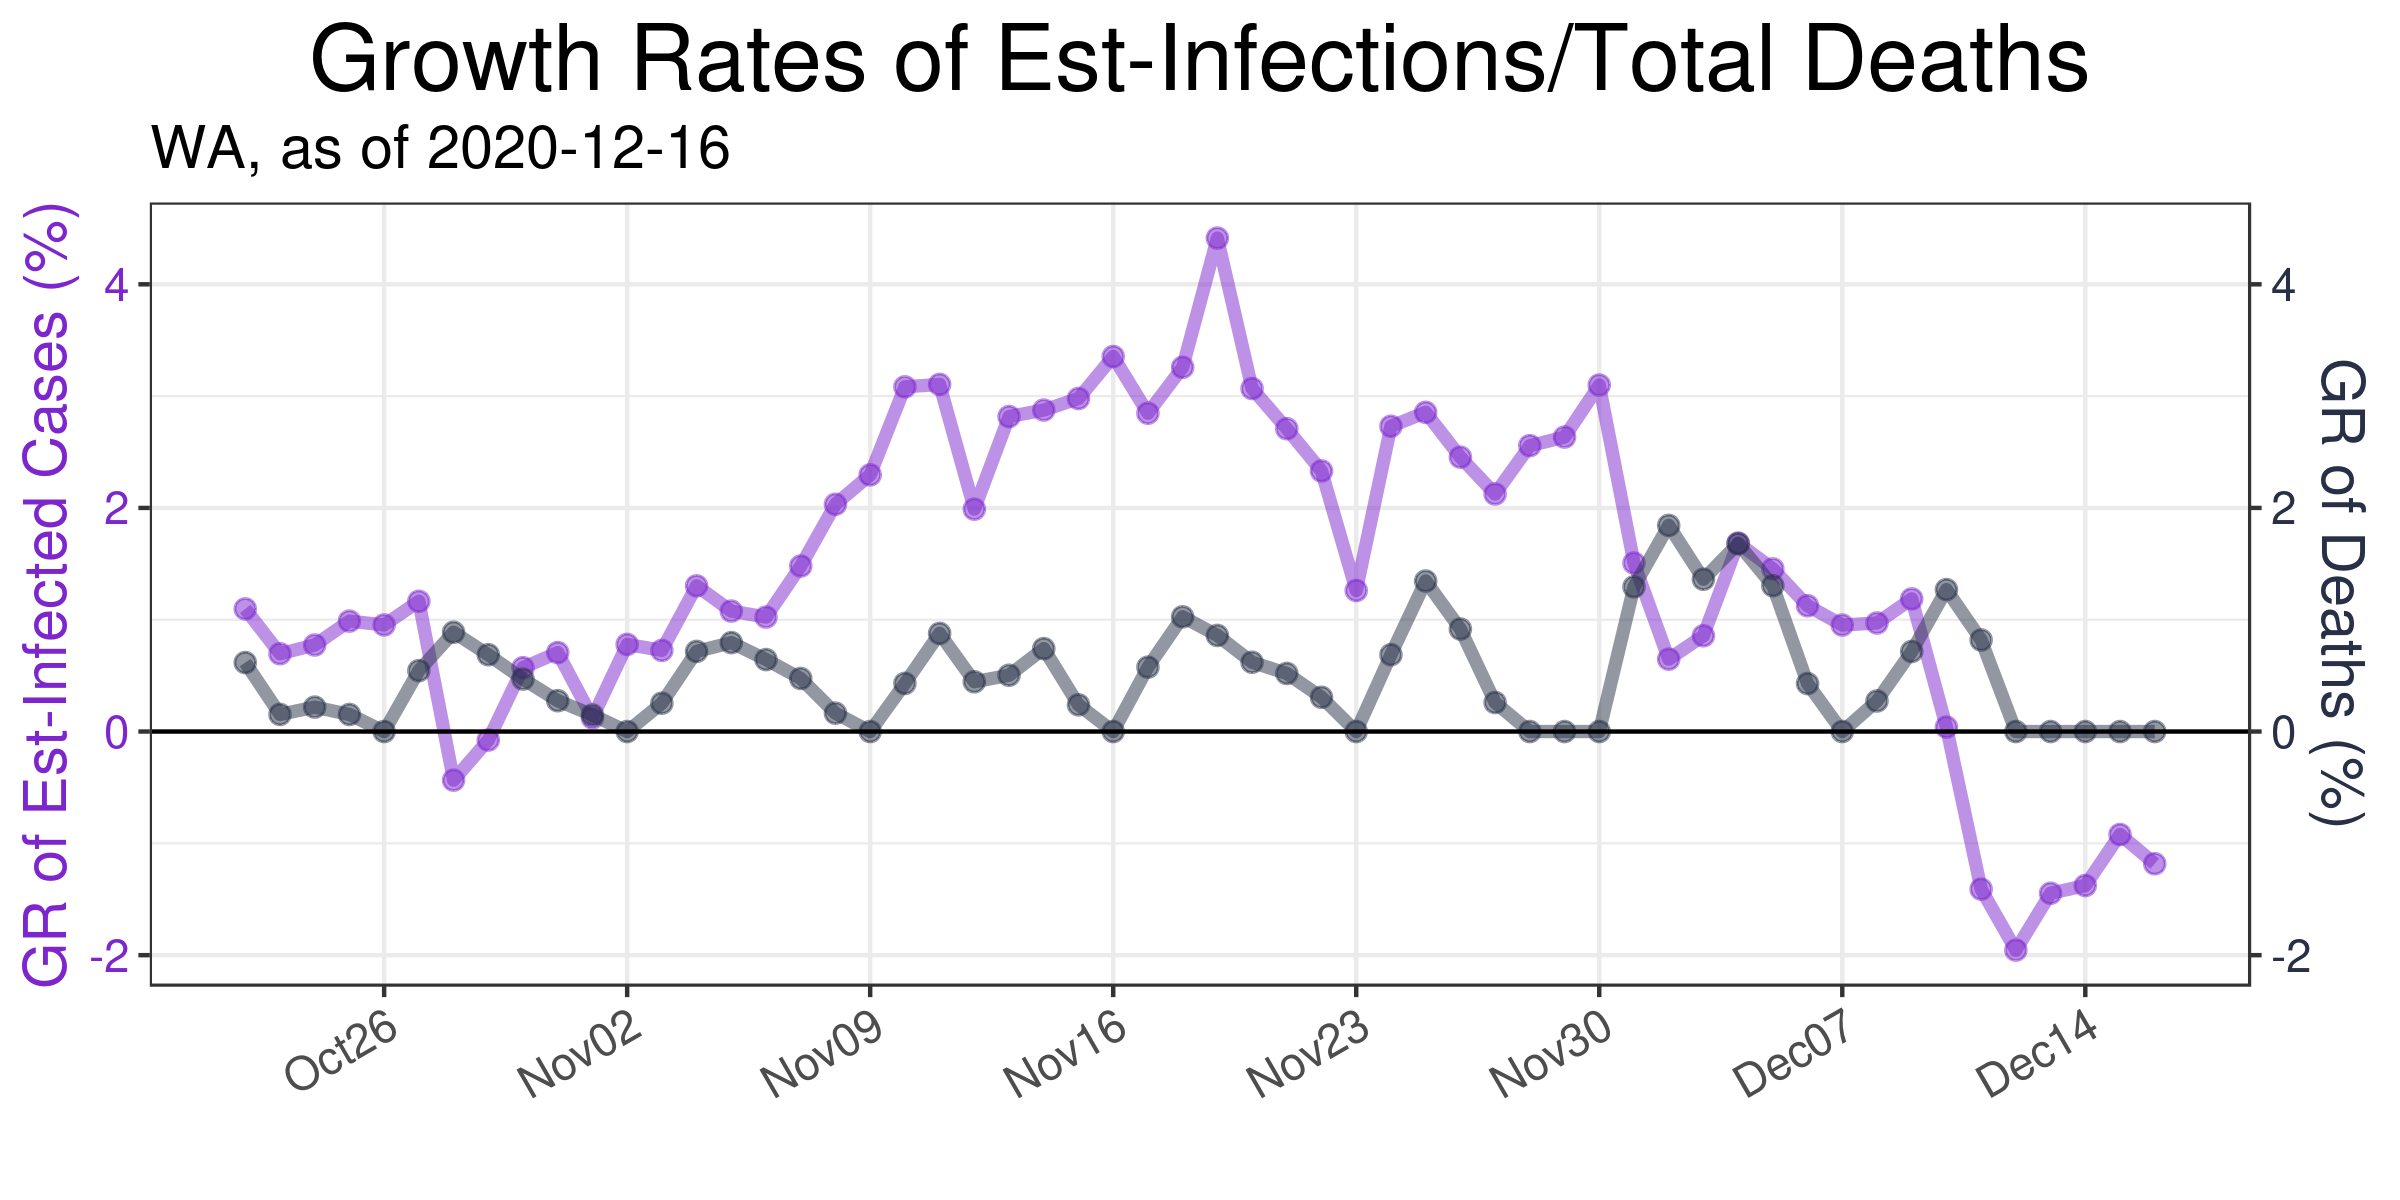 Growth Rates of Est-Infections/Total Deaths
WA, as of 2020-12-16
GR of Est-Infected Cases (%)
4
2
0
-2
4
2
0
-2
GR of Deaths (%)
Oct26
Nov02
Nov09
Nov16
Nov23
Nov30
Dec07
Dec14